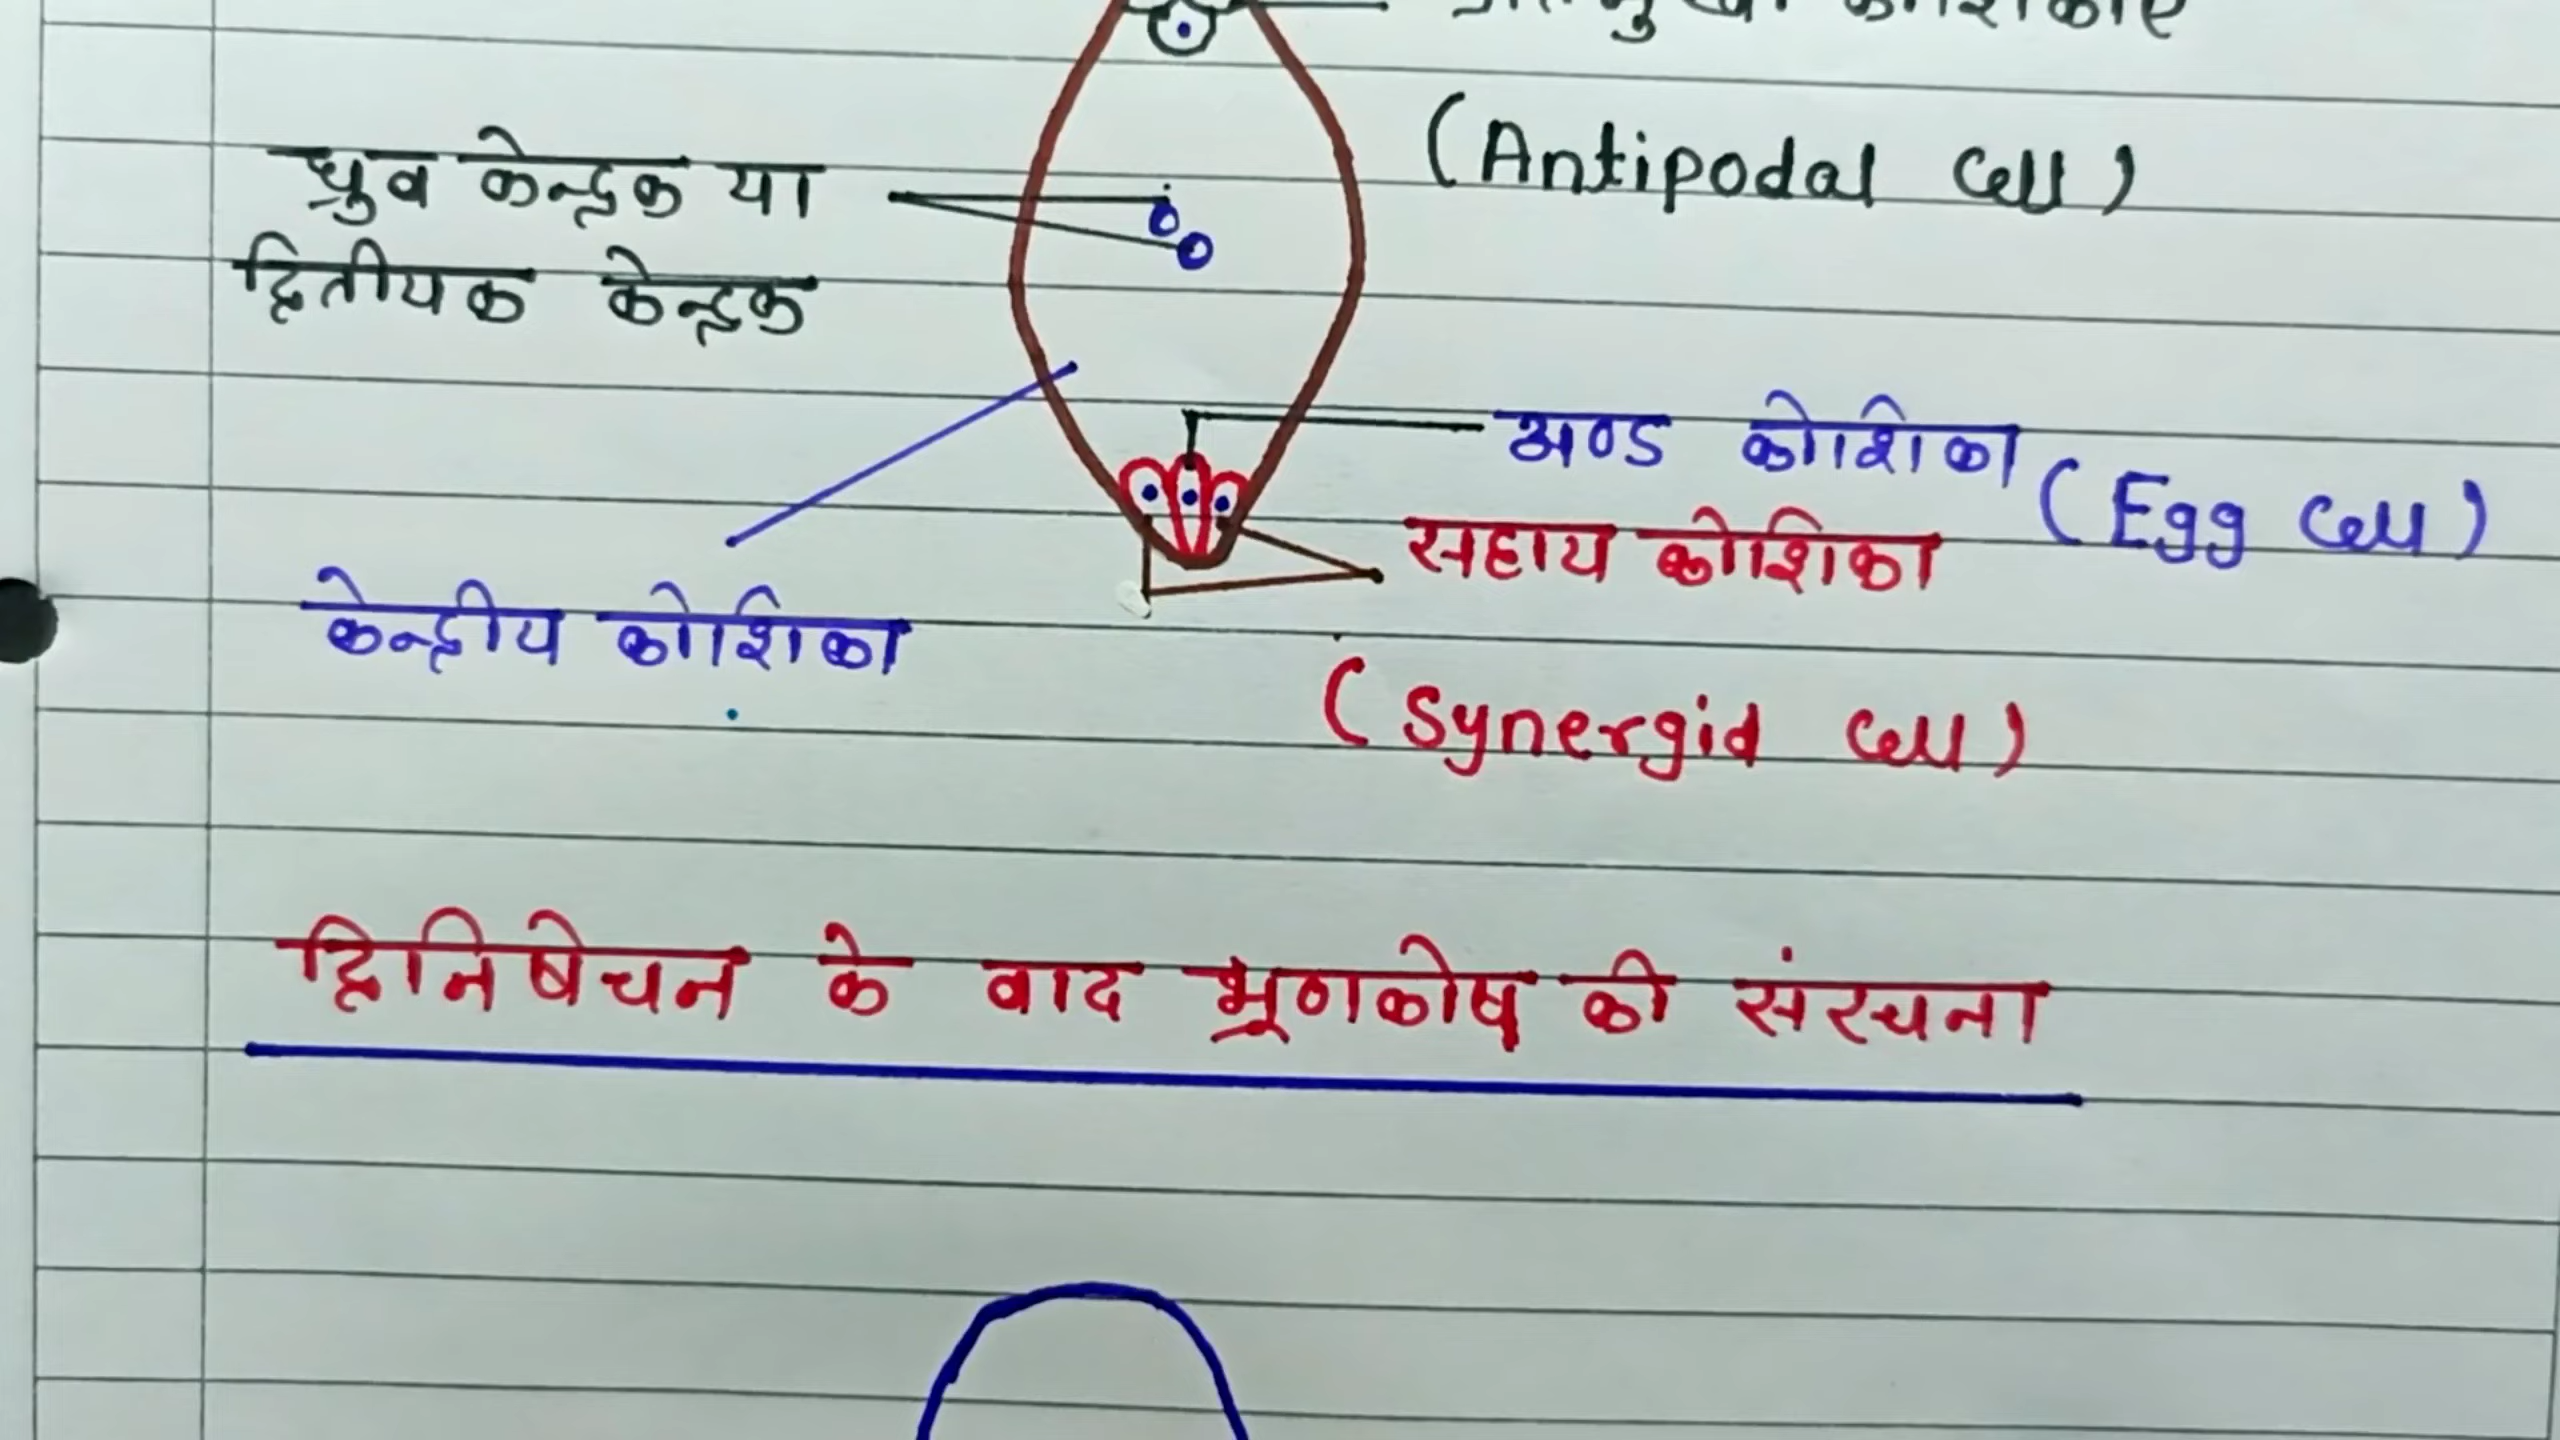 (Antipodal Cell)
ध्रुव केन्द्रक या
द्वितीयक केन्द्रक
अण्ड कोशिका (Egg Cell)
सहाय कोशिका
केन्द्रीय कोशिका
(Synergid Cell)
द्विनिषेचन के बाद भ्रूणकोष की संरचना